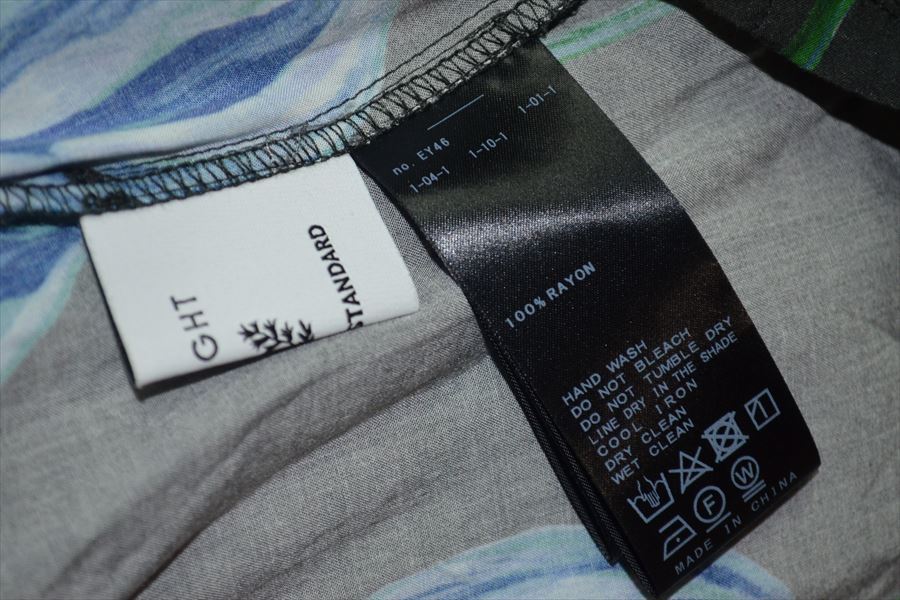 GHT
STANDARD
no. EY46
1-04-1 1-10-1 1-01-1
100% RAYON
HAND WASH
DO NOT BLEACH
DO NOT TUMBLE DRY
LINE DRY IN THE SHADE
COOL IRON
DRY CLEAN
WET CLEAN
F W
MADE IN CHINA